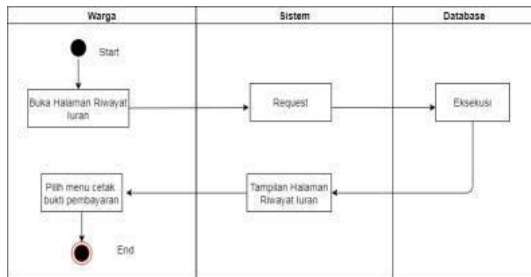 Warga
Sistem
Database
Start
Buka Halaman Riwayat
Iuran
Request
Eksekusi
Pilih menu cetak
bukti pembayaran
Tampilan Halaman
Riwayat Iuran
End